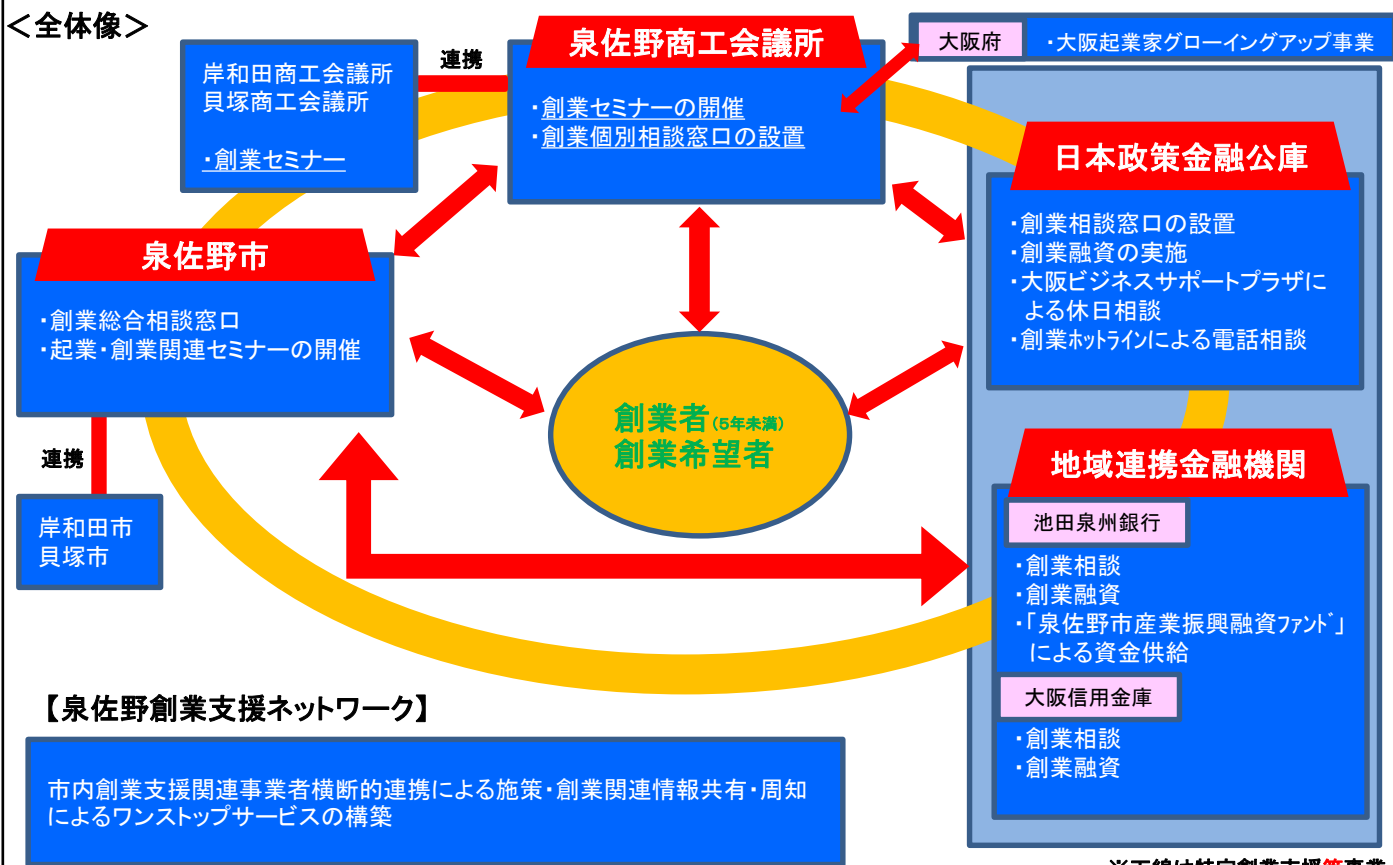 ＜全体像＞
岸和田商工会議所
貝塚商工会議所
・創業セミナー
連携
泉佐野商工会議所
・創業セミナーの開催
・創業個別相談窓口の設置
大阪府
・大阪起業家グローイングアップ事業
日本政策金融公庫
・創業相談窓口の設置
・創業融資の実施
・大阪ビジネスサポートプラザに
よる休日相談
・創業ホットラインによる電話相談
泉佐野市
・創業総合相談窓口
・起業・創業関連セミナーの開催
連携
岸和田市
貝塚市
創業者(5年未満)
創業希望者
地域連携金融機関
池田泉州銀行
・創業相談
・創業融資
・「泉佐野市産業振興融資ファンド」
による資金供給
大阪信用金庫
・創業相談
・創業融資
【泉佐野創業支援ネットワーク】
市内創業支援関連事業者横断的連携による施策・創業関連情報共有・周知
によるワンストップサービスの構築
※下線は特定創業支援等事業